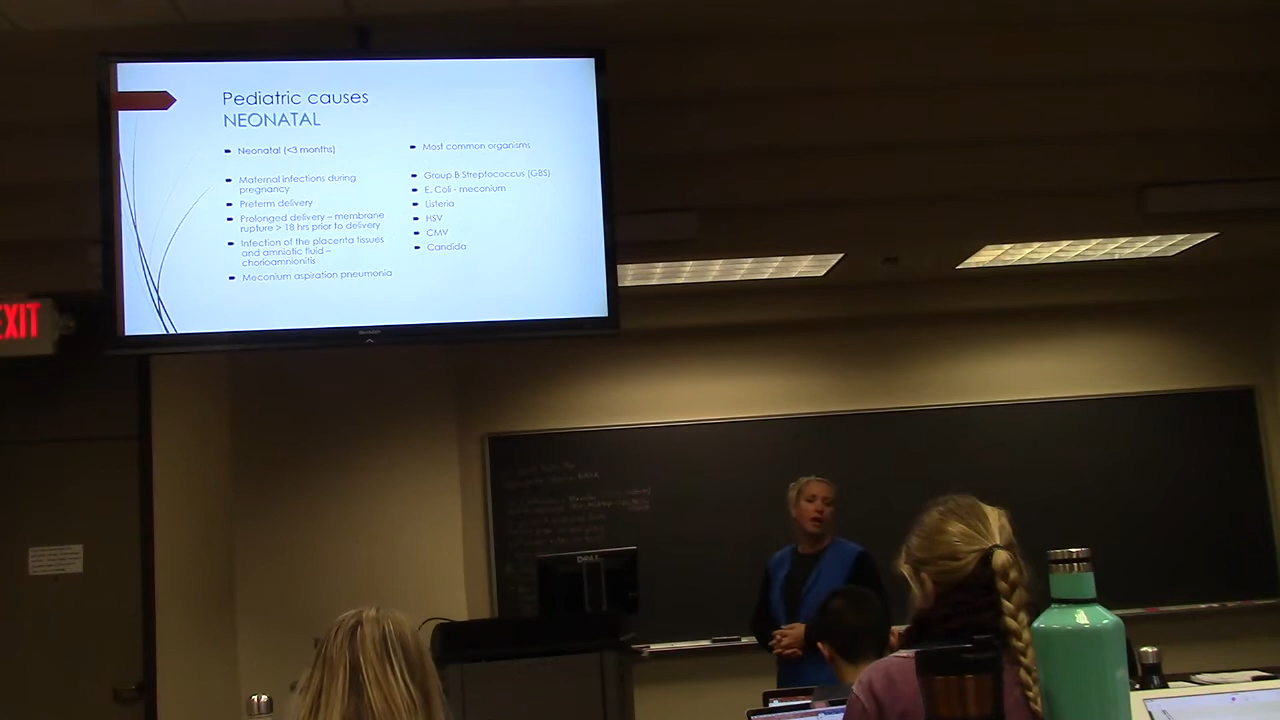 Pediatric causes
NEONATAL
Neonatal (<3 months)
Maternal infections during
pregnancy
Preterm delivery
Prolonged delivery – membrane
rupture > 18 hrs prior to delivery
Infection of the placenta tissues
and amniotic fluid –
chorioamnionitis
Meconium aspiration pneumonia
Most common organisms
Group B Streptococcus (GBS)
E. Coli - meconium
Listeria
HSV
CMV
Candida
SHARP
EXIT
DELL